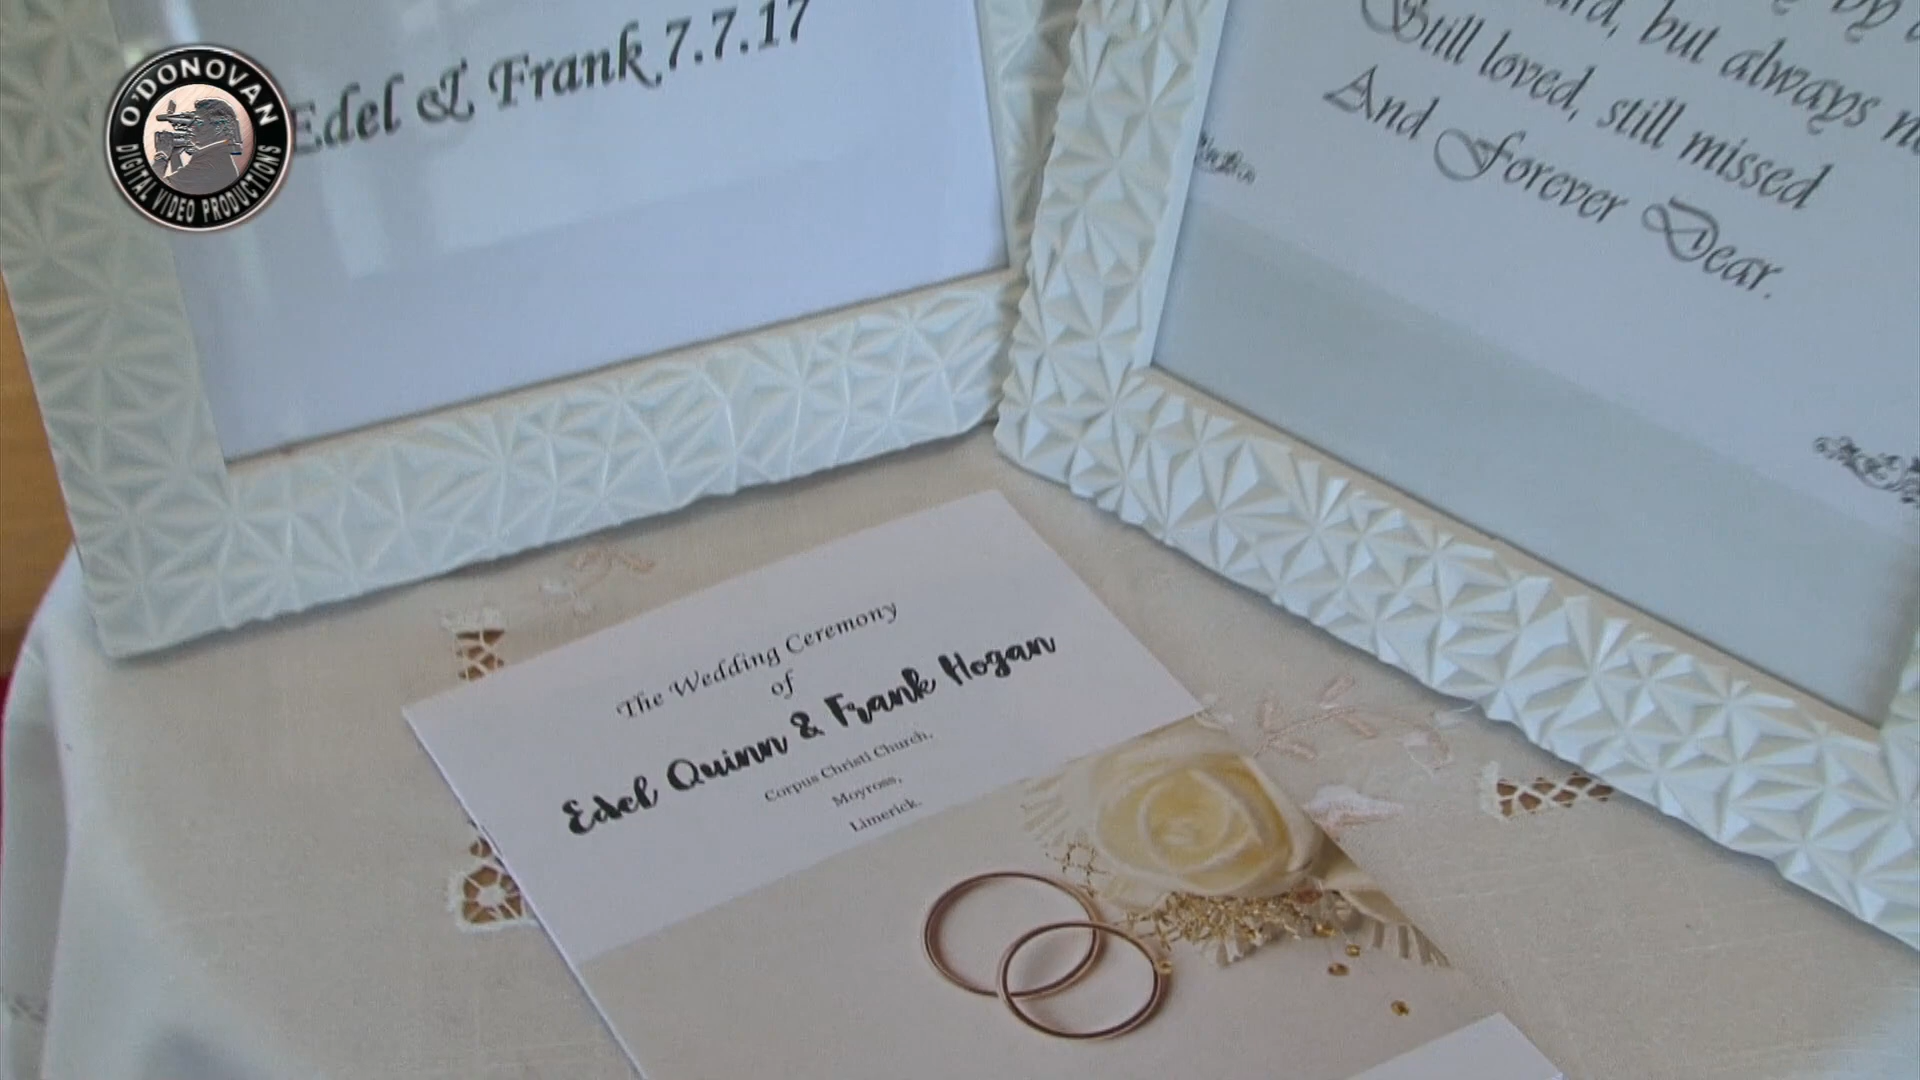 O'DONOVAN
DIGITAL VIDEO PRODUCTIONS
Edel & Frank 7.7.17
but always
Still loved, still missed
And Forever Dear.
The Wedding Ceremony
of
Edel Quinn & Frank Hogan
Corpus Christi Church,
Moyross,
Limerick.